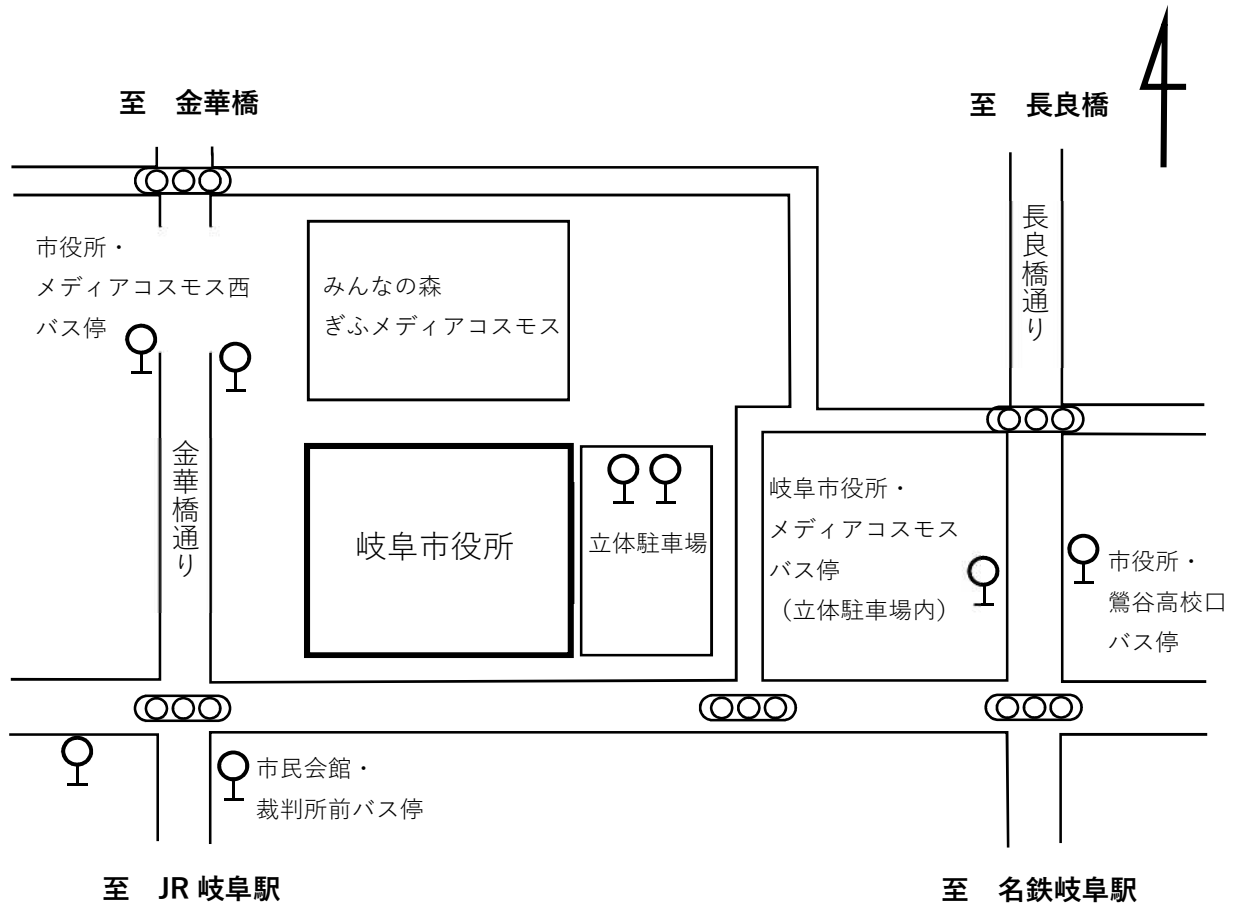 至　金華橋
至　長良橋
市役所・
メディアコスモス西
バス停
みんなの森
ぎふメディアコスモス
長良橋通り
金華橋通り
岐阜市役所
立体駐車場
岐阜市役所・
メディアコスモス
バス停
（立体駐車場内）
市役所・
鶯谷高校口
バス停
市民会館・
裁判所前バス停
至　JR 岐阜駅
至　名鉄岐阜駅